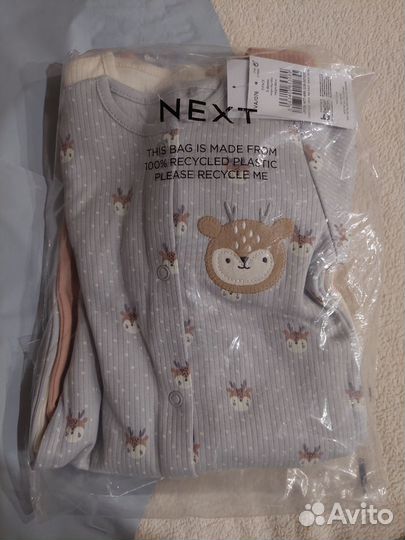 NEXT
THIS BAG IS MADE FROM
100% RECYCLED PLASTIC
PLEASE RECYCLE ME
Avito